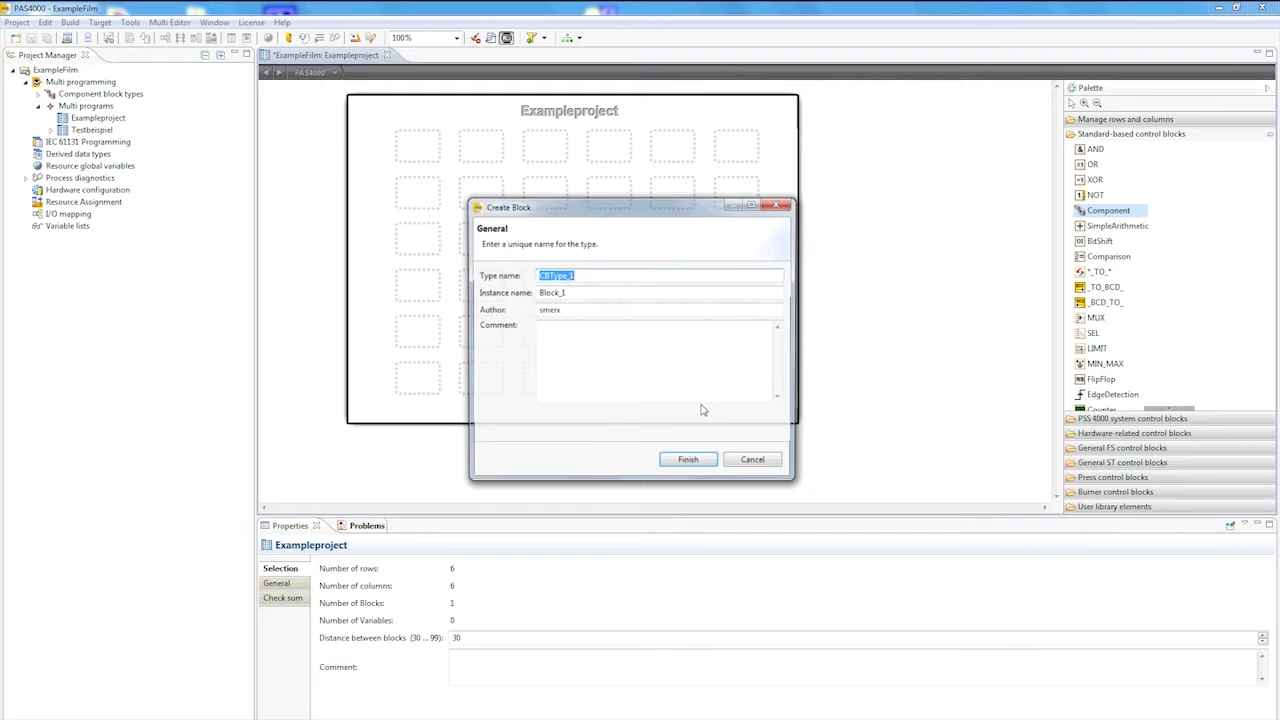 PAS4000 - ExampleFilm
Project Edit Build Target Tools Multi Editor Window License Help
100%
Project Manager
ExampleFilm
Multi programming
Component block types
Multi programs
Exampleproject
Testbeispiel
IEC 61131 Programming
Derived data types
Resource global variables
Process diagnostics
Hardware configuration
Resource Assignment
I/O mapping
Variable lists
*ExampleFilm: Exampleproject
PAS4000
Exampleproject
Create Block
General
Enter a unique name for the type.
Type name: CBType_1
Instance name: Block_1
Author: smerx
Comment:
Finish Cancel
Palette
Manage rows and columns
Standard-based control blocks
AND
OR
XOR
NOT
Component
SimpleArithmetic
BitShift
Comparison
*_TO_*
_TO_BCD_
_BCD_TO_
MUX
SEL
LIMIT
MIN_MAX
FlipFlop
EdgeDetection
Counter
PSS 4000 system control blocks
Hardware-related control blocks
General FS control blocks
General ST control blocks
Press control blocks
Burner control blocks
User library elements
Properties Problems
Exampleproject
Selection
General
Check sum
Number of rows: 6
Number of columns: 6
Number of Blocks: 1
Number of Variables: 0
Distance between blocks (30 ... 99): 30
Comment: